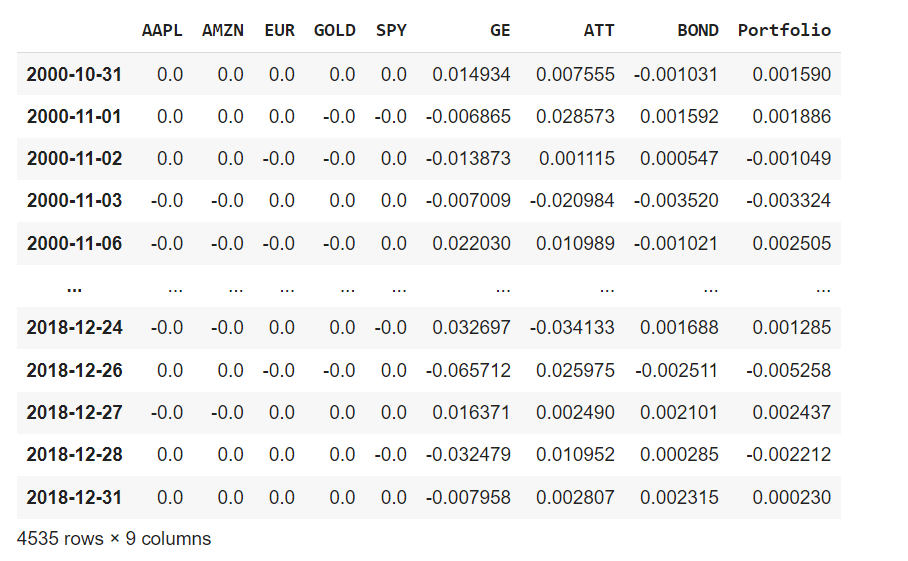 AAPL AMZN EUR GOLD SPY GE ATT BOND Portfolio
2000-10-31 0.0 0.0 0.0 0.0 0.0 0.014934 0.007555 -0.001031 0.001590
2000-11-01 0.0 0.0 0.0 -0.0 -0.0 -0.006865 0.028573 0.001592 0.001886
2000-11-02 0.0 0.0 -0.0 -0.0 0.0 -0.013873 0.001115 0.000547 -0.001049
2000-11-03 -0.0 -0.0 0.0 0.0 0.0 -0.007009 -0.020984 -0.003520 -0.003324
2000-11-06 -0.0 -0.0 -0.0 -0.0 0.0 0.022030 0.010989 -0.001021 0.002505
... ... ... ... ... ... ... ... ... ...
2018-12-24 -0.0 -0.0 0.0 0.0 -0.0 0.032697 -0.034133 0.001688 0.001285
2018-12-26 0.0 0.0 -0.0 -0.0 0.0 -0.065712 0.025975 -0.002511 -0.005258
2018-12-27 -0.0 -0.0 0.0 0.0 0.0 0.016371 0.002490 0.002101 0.002437
2018-12-28 0.0 0.0 0.0 0.0 -0.0 -0.032479 0.010952 0.000285 -0.002212
2018-12-31 0.0 0.0 0.0 0.0 0.0 -0.007958 0.002807 0.002315 0.000230
4535 rows × 9 columns